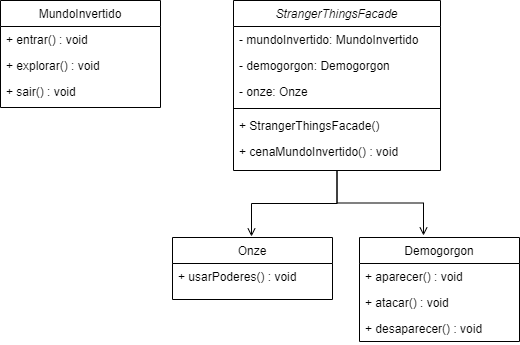 MundoInvertido
+ entrar() : void
+ explorar() : void
+ sair() : void
StrangerThingsFacade
- mundoInvertido: MundoInvertido
- demogorgon: Demogorgon
- onze: Onze
+ StrangerThingsFacade()
+ cenaMundoInvertido() : void
Onze
+ usarPoderes() : void
Demogorgon
+ aparecer() : void
+ atacar() : void
+ desaparecer() : void